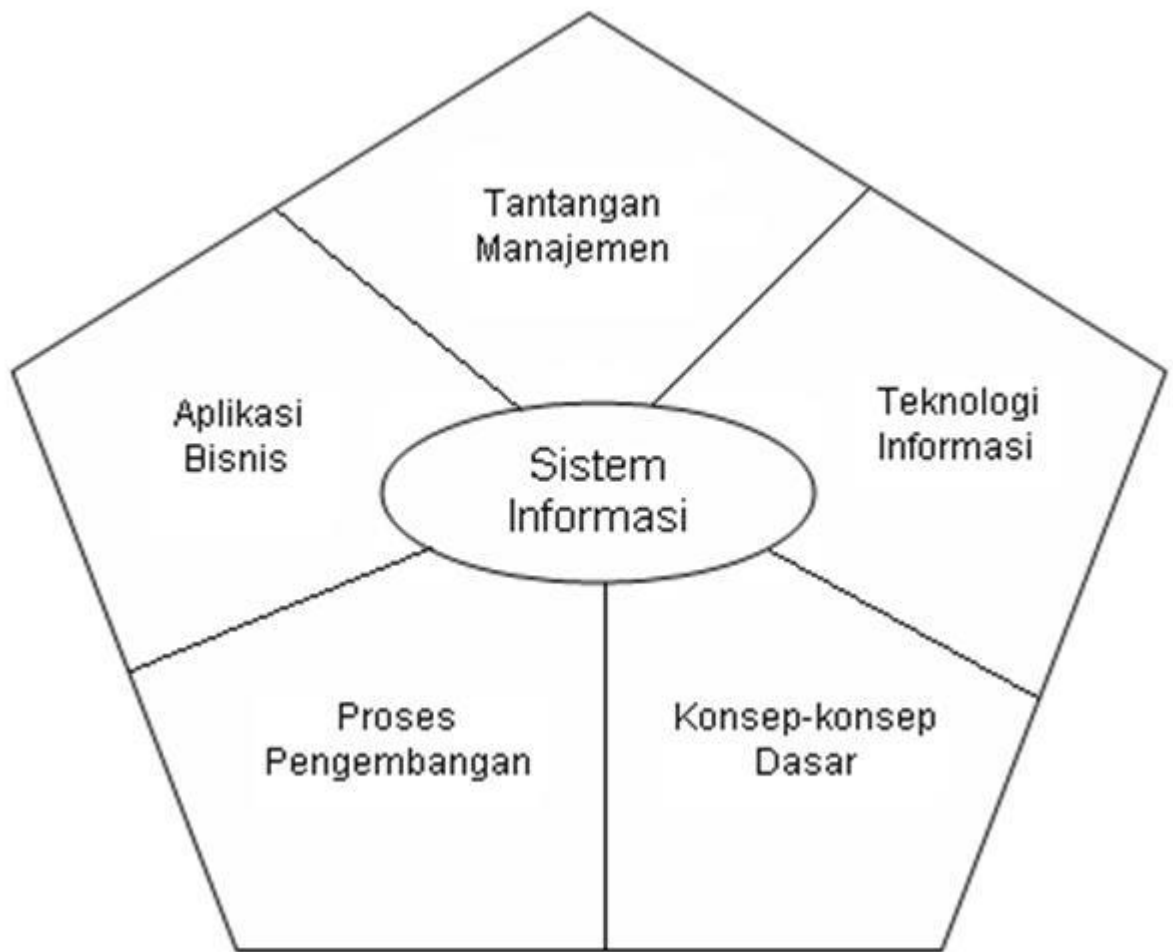 Tantangan
Manajemen
Aplikasi
Bisnis
Teknologi
Informasi
Sistem
Informasi
Proses
Pengembangan
Konsep-konsep
Dasar